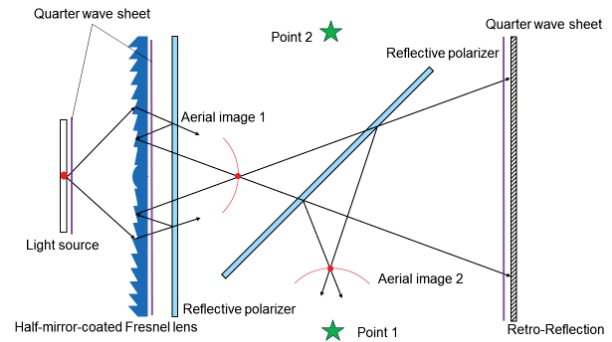 Quarter wave sheet
Quarter wave sheet
Point 2
Reflective polarizer
Aerial image 1
Light source
Aerial image 2
Reflective polarizer
Point 1
Half-mirror-coated Fresnel lens
Retro-Reflection